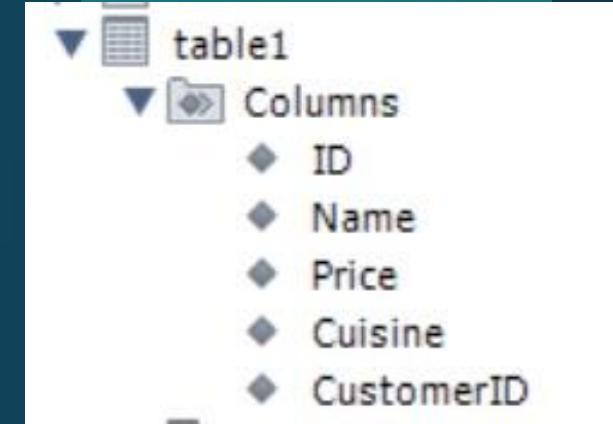 table1
Columns
ID
Name
Price
Cuisine
CustomerID